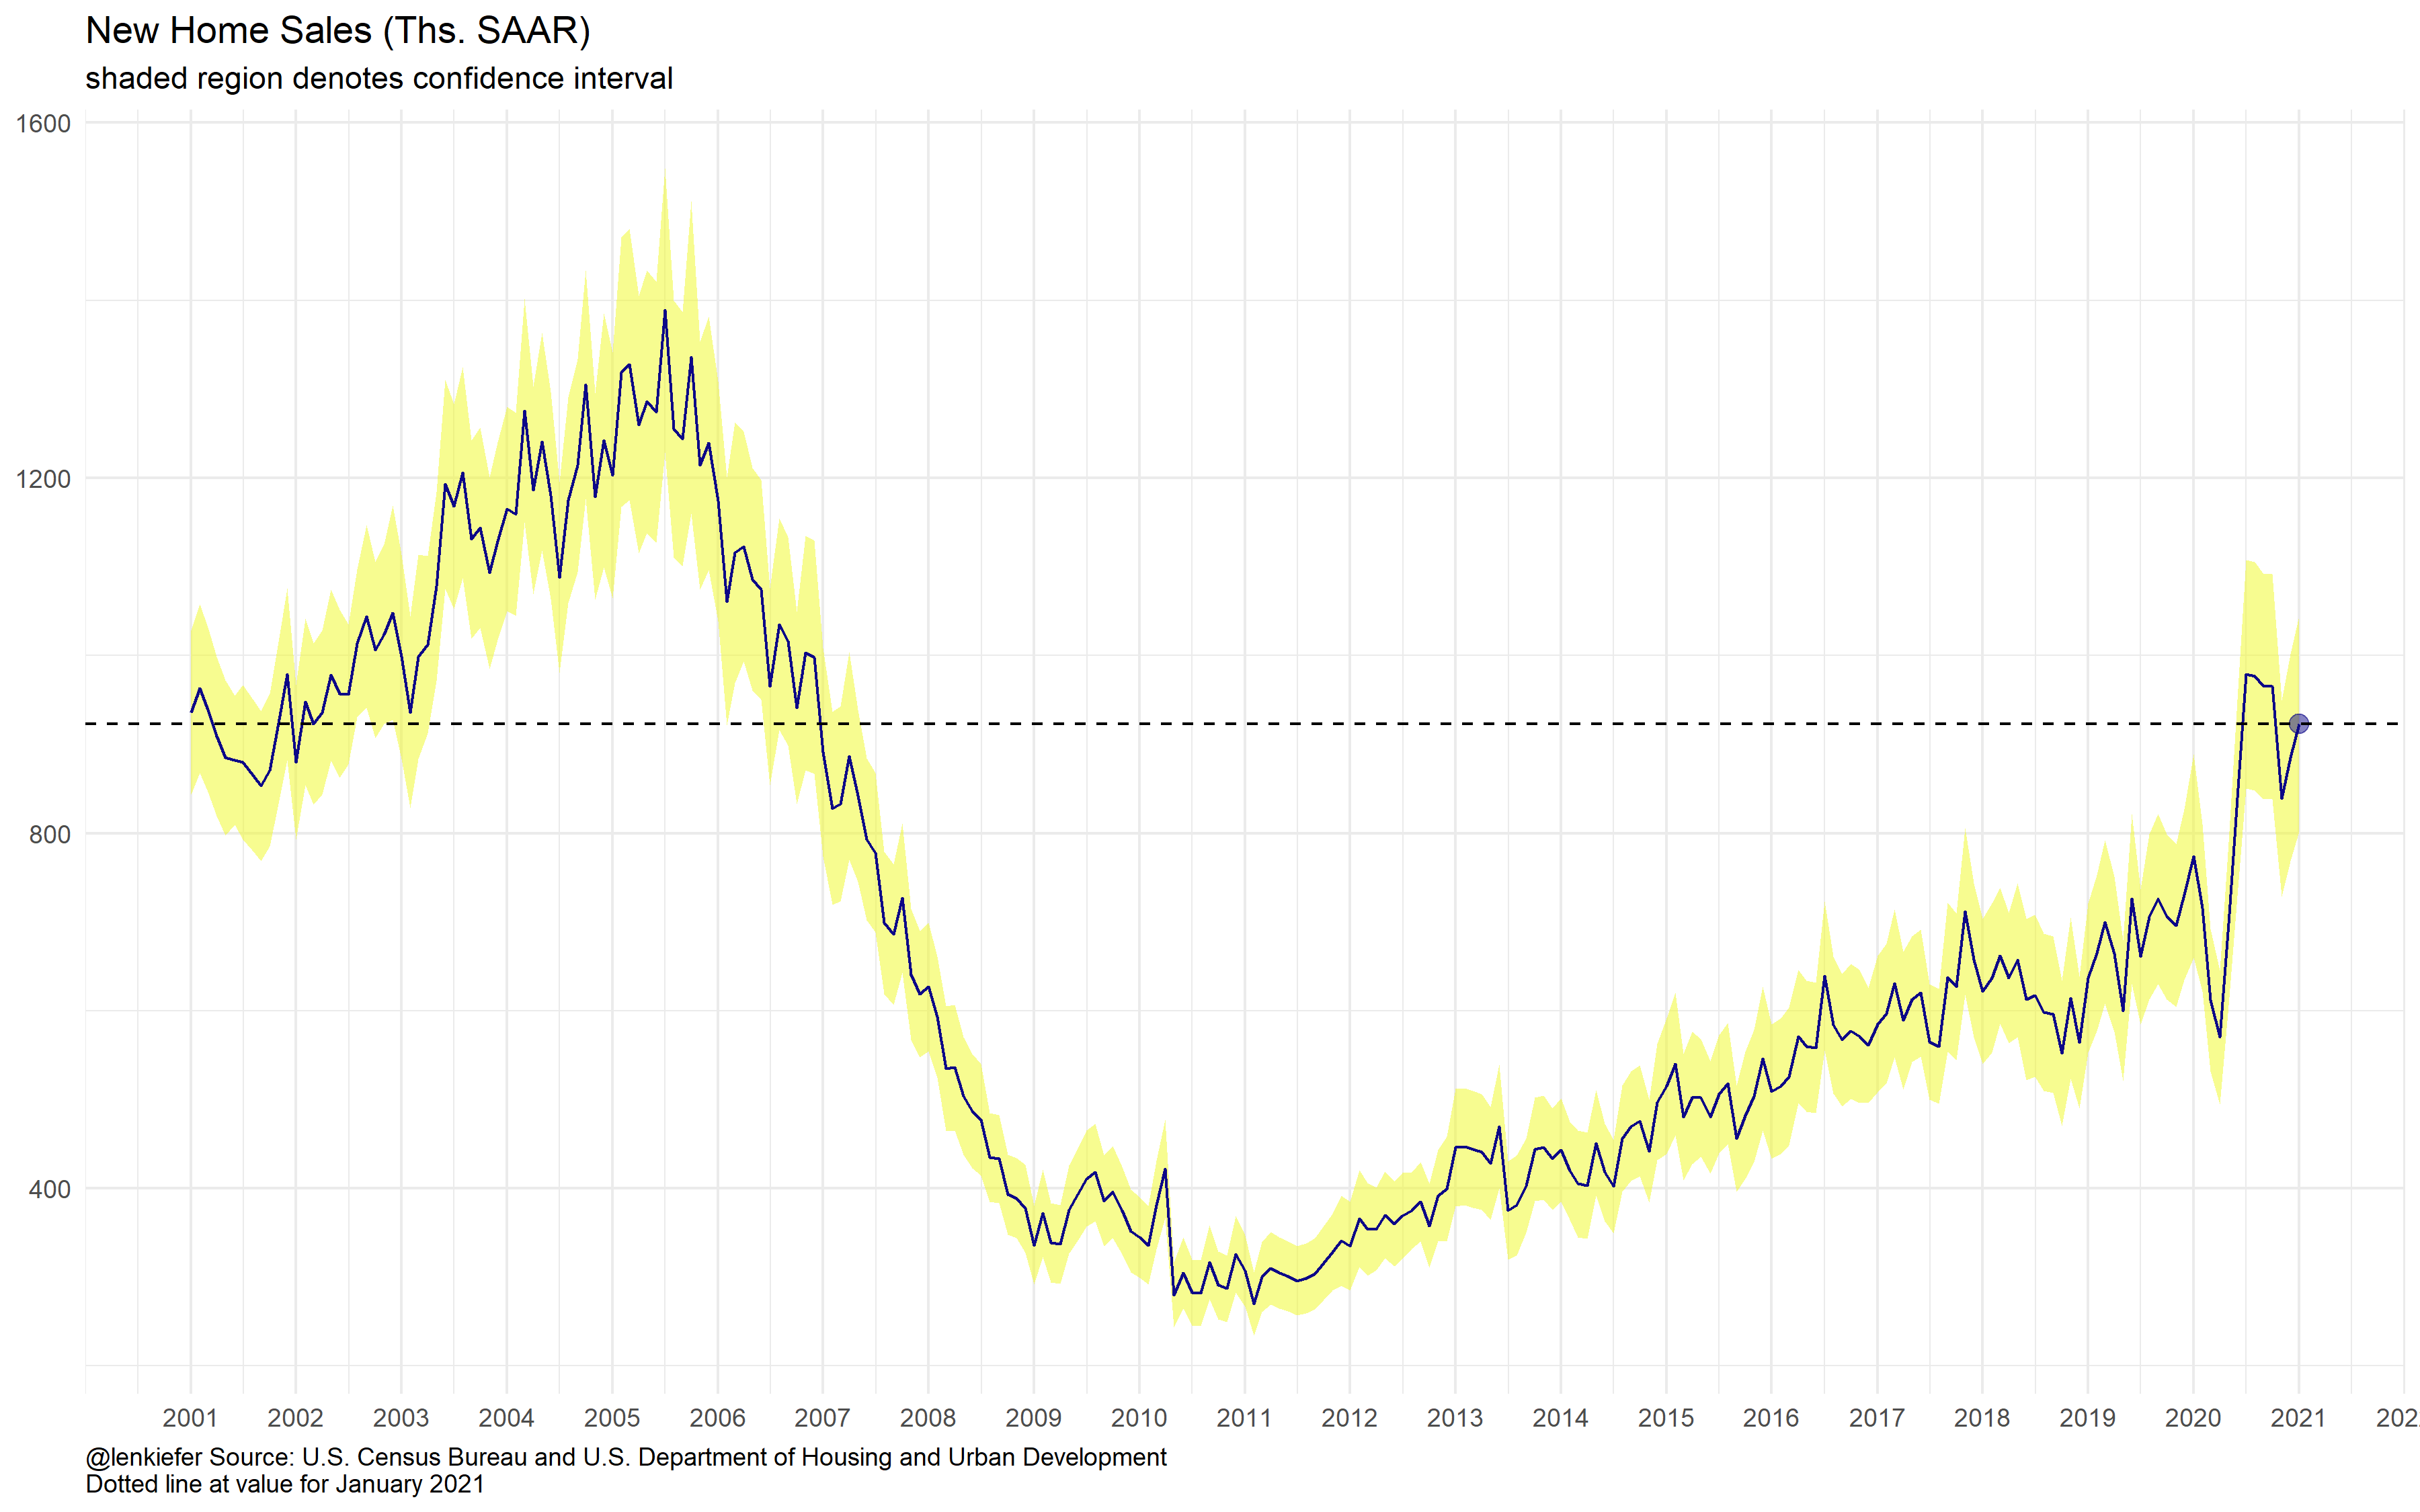 New Home Sales (Ths. SAAR)
shaded region denotes confidence interval
1600
1200
800
400
2001 2002 2003 2004 2005 2006 2007 2008 2009 2010 2011 2012 2013 2014 2015 2016 2017 2018 2019 2020 2021
@lenkiefer Source: U.S. Census Bureau and U.S. Department of Housing and Urban Development
Dotted line at value for January 2021